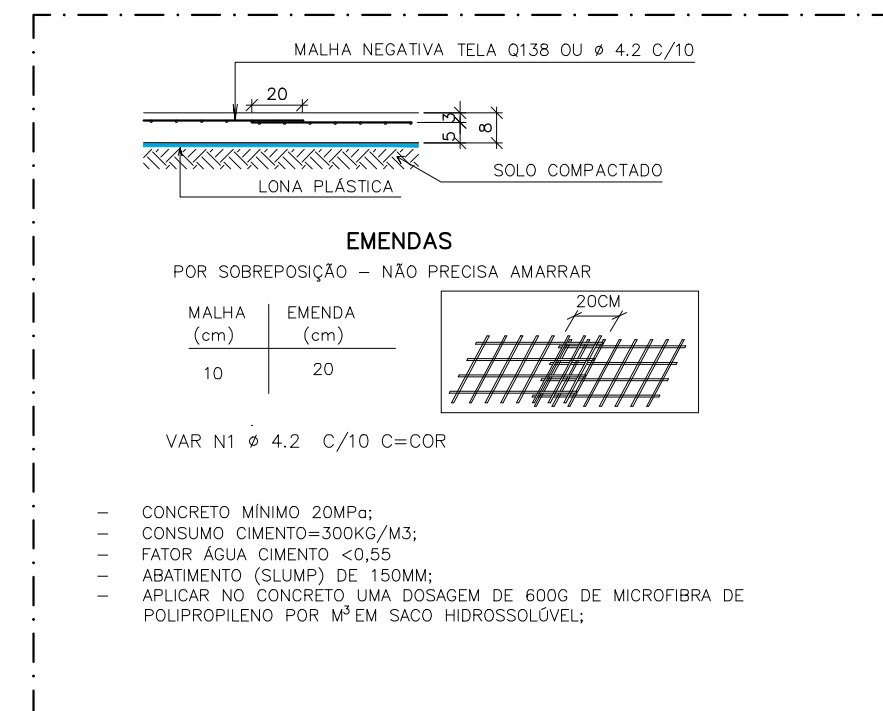 MALHA NEGATIVA TELA Q138 OU ø 4.2 C/10
20
3
5
8
SOLO COMPACTADO
LONA PLÁSTICA
EMENDAS
POR SOBREPOSIÇÃO – NÃO PRECISA AMARRAR
MALHA (cm) EMENDA (cm)
10 20
20CM
VAR N1 ø 4.2 C/10 C=COR
– CONCRETO MÍNIMO 20MPa;
– CONSUMO CIMENTO=300KG/M3;
– FATOR ÁGUA CIMENTO <0,55
– ABATIMENTO (SLUMP) DE 150MM;
– APLICAR NO CONCRETO UMA DOSAGEM DE 600G DE MICROFIBRA DE
POLIPROPILENO POR M³ EM SACO HIDROSSOLÚVEL;